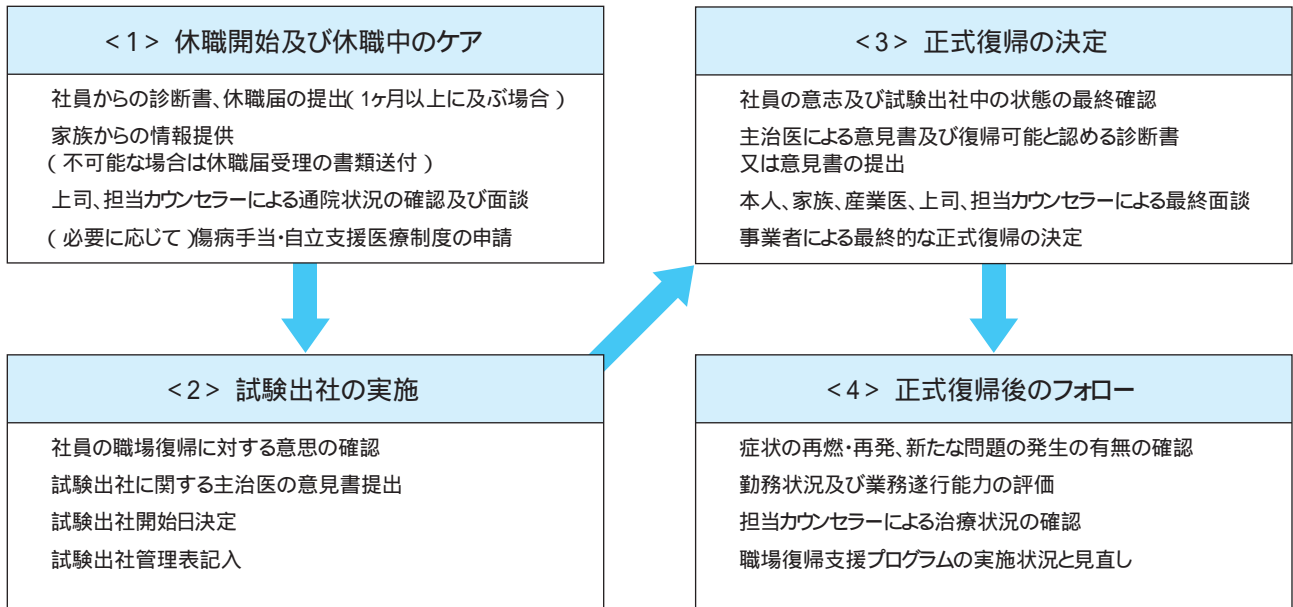 <1> 休職開始及び休職中のケア
社員からの診断書、休職届の提出(1ヶ月以上に及ぶ場合)
家族からの情報提供
(不可能な場合は休職届受理の書類送付)
上司、担当カウンセラーによる通院状況の確認及び面談
(必要に応じて)傷病手当・自立支援医療制度の申請
<2> 試験出社の実施
社員の職場復帰に対する意思の確認
試験出社に関する主治医の意見書提出
試験出社開始日決定
試験出社管理表記入
<3> 正式復帰の決定
社員の意志及び試験出社中の状態の最終確認
主治医による意見書及び復帰可能と認める診断書
又は意見書の提出
本人、家族、産業医、上司、担当カウンセラーによる最終面談
事業者による最終的な正式復帰の決定
<4> 正式復帰後のフォロー
症状の再燃・再発、新たな問題の発生の有無の確認
勤務状況及び業務遂行能力の評価
担当カウンセラーによる治療状況の確認
職場復帰支援プログラムの実施状況と見直し